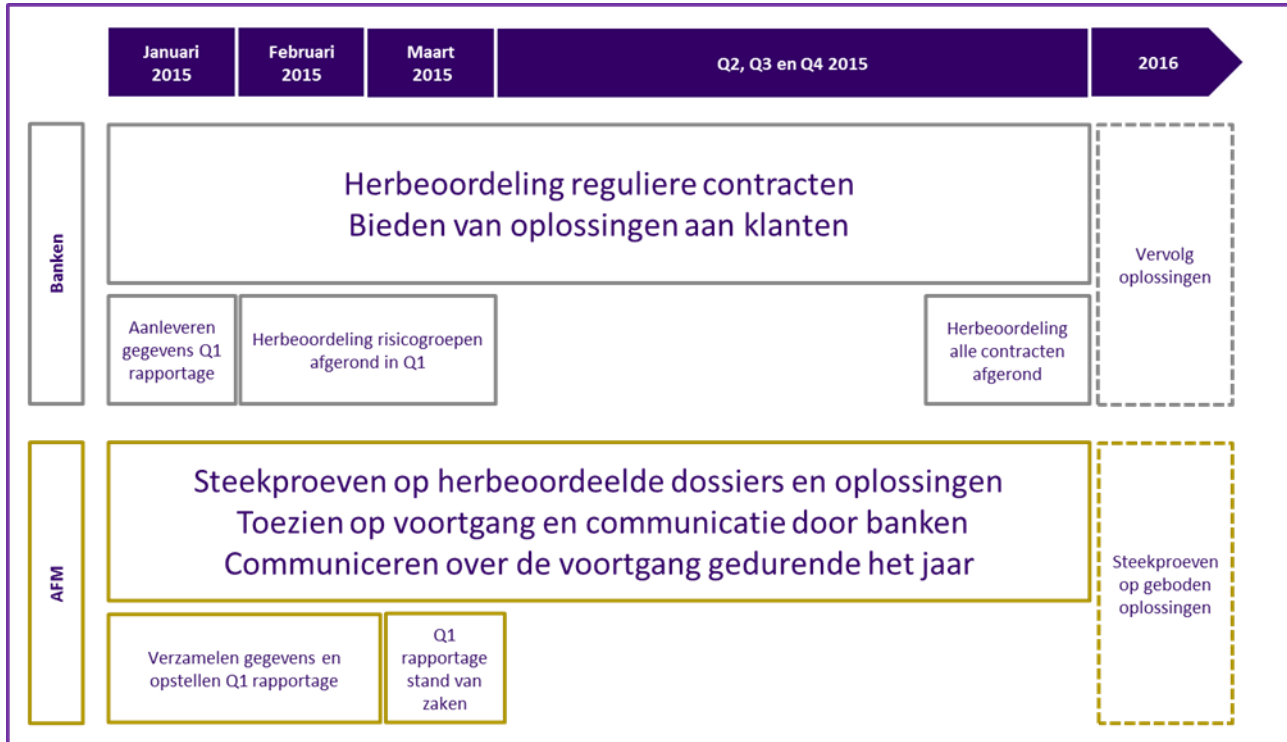 Januari
2015
Februari
2015
Maart
2015
Q2, Q3 en Q4 2015
2016
Banken
Herbeoordeling reguliere contracten
Bieden van oplossingen aan klanten
Vervolg
oplossingen
Aanleveren
gegevens Q1
rapportage
Herbeoordeling risicogroepen
afgerond in Q1
Herbeoordeling
alle contracten
afgerond
AFM
Steekproeven op herbeoordeelde dossiers en oplossingen
Toezien op voortgang en communicatie door banken
Communiceren over de voortgang gedurende het jaar
Steekproeven
op geboden
oplossingen
Verzamelen gegevens en
opstellen Q1 rapportage
Q1
rapportage
stand van
zaken